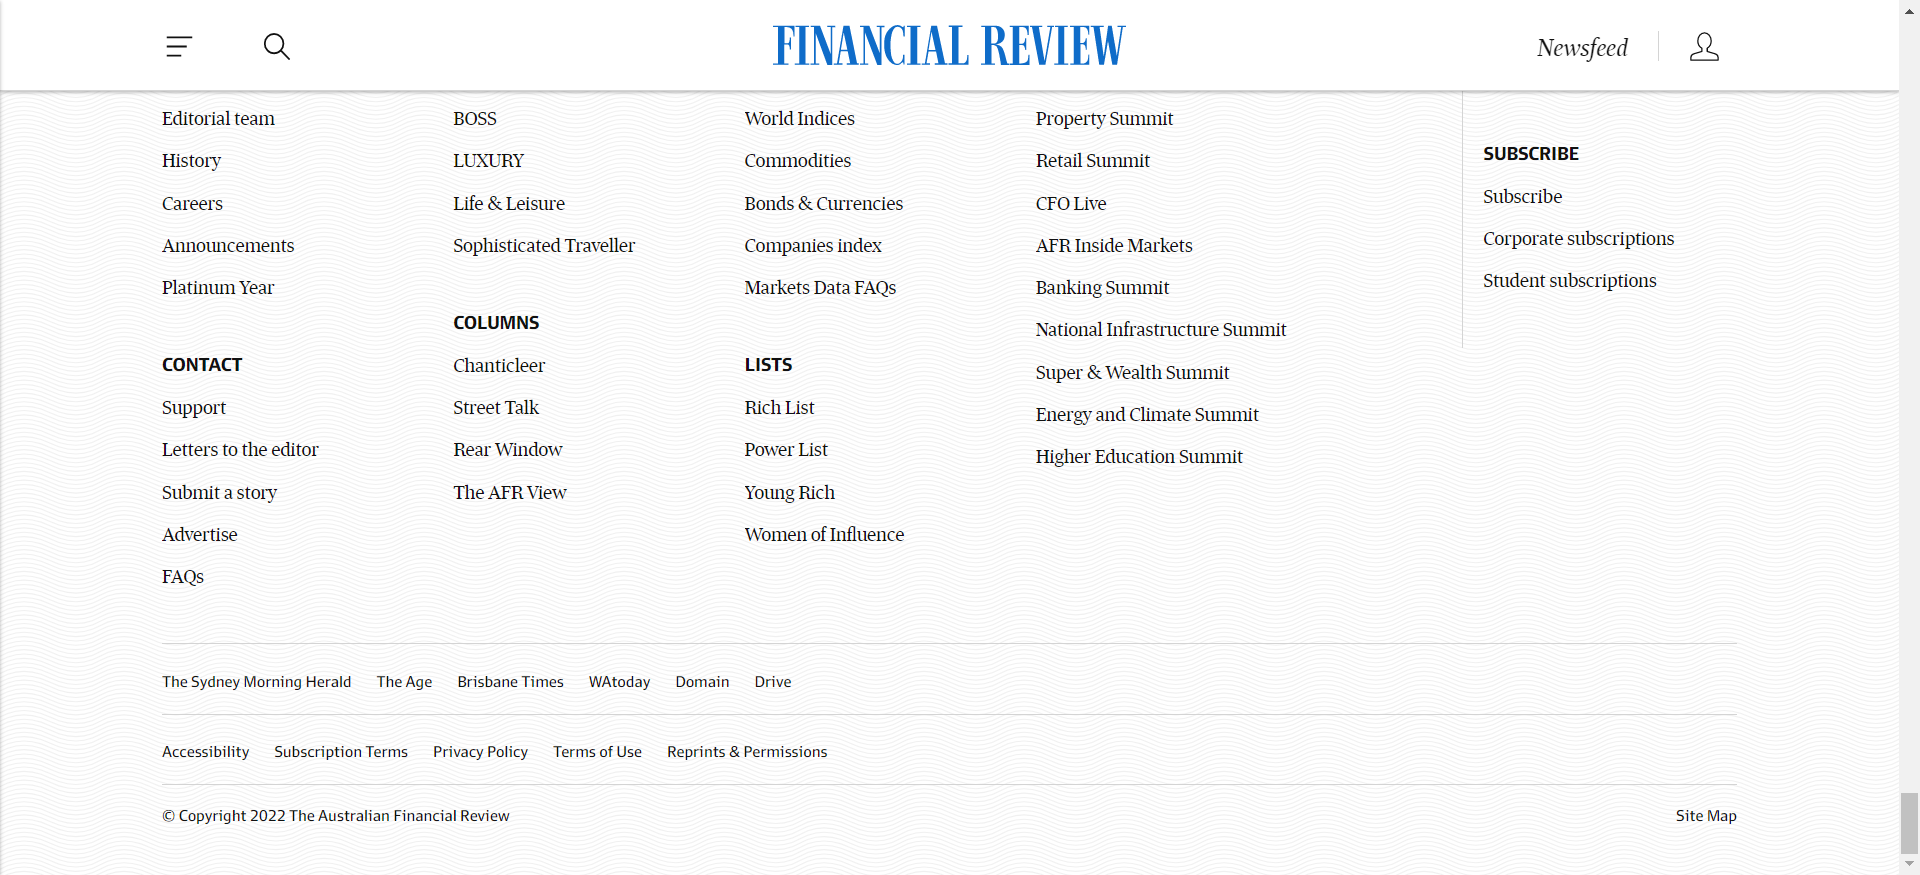 FINANCIAL REVIEW
Newsfeed
Editorial team
History
Careers
Announcements
Platinum Year
CONTACT
Support
Letters to the editor
Submit a story
Advertise
FAQs
BOSS
LUXURY
Life & Leisure
Sophisticated Traveller
COLUMNS
Chanticleer
Street Talk
Rear Window
The AFR View
World Indices
Commodities
Bonds & Currencies
Companies index
Markets Data FAQs
LISTS
Rich List
Power List
Young Rich
Women of Influence
Property Summit
Retail Summit
CFO Live
AFR Inside Markets
Banking Summit
National Infrastructure Summit
Super & Wealth Summit
Energy and Climate Summit
Higher Education Summit
SUBSCRIBE
Subscribe
Corporate subscriptions
Student subscriptions
The Sydney Morning Herald The Age Brisbane Times WAtoday Domain Drive
Accessibility Subscription Terms Privacy Policy Terms of Use Reprints & Permissions
© Copyright 2022 The Australian Financial Review Site Map